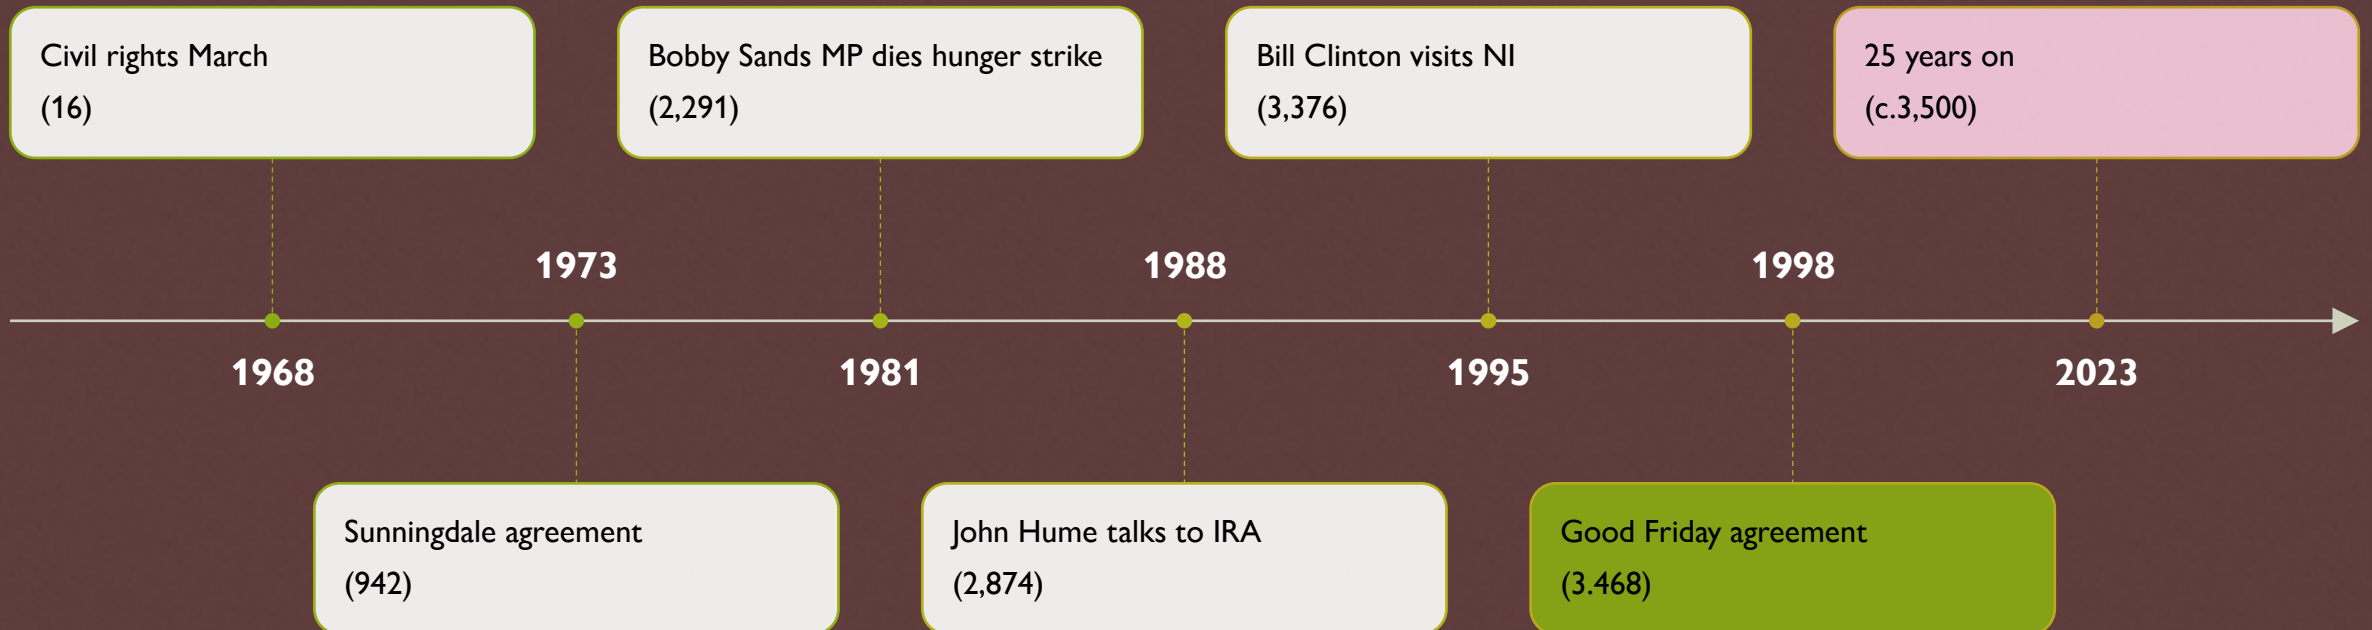 Civil rights March
(16)
Bobby Sands MP dies hunger strike
(2,291)
Bill Clinton visits NI
(3,376)
25 years on
(c.3,500)
1973
1988
1998
1968
1981
1995
2023
Sunningdale agreement
(942)
John Hume talks to IRA
(2,874)
Good Friday agreement
(3.468)